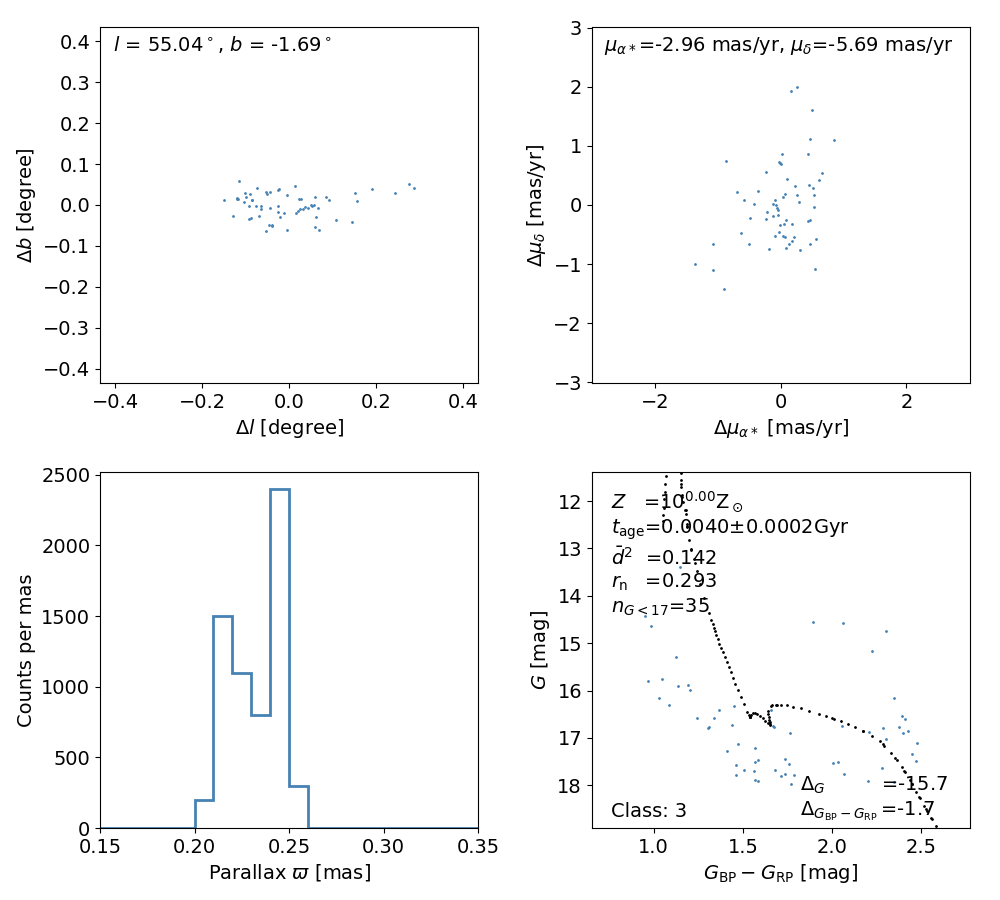 l = 55.04°, b = -1.69°
0.4
0.3
0.2
0.1
0.0
−0.1
−0.2
−0.3
−0.4
Δb [degree]
−0.4 −0.2 0.0 0.2 0.4
Δl [degree]
μα*=-2.96 mas/yr, μδ=-5.69 mas/yr
3
2
1
0
−1
−2
−3
Δμδ [mas/yr]
−2 0 2
Δμα* [mas/yr]
2500
2000
1500
1000
500
0
Counts per mas
0.15 0.20 0.25 0.30 0.35
Parallax ϖ [mas]
Z =10^0.00 Z⊙
t_age=0.0040±0.0002Gyr
d̄² =0.142
r_n =0.293
n_G<17=35
12
13
14
15
16
17
18
G [mag]
Δ_G =-15.7
Δ_GBP−GRP =-1.7
Class: 3
1.0 1.5 2.0 2.5
G_BP − G_RP [mag]